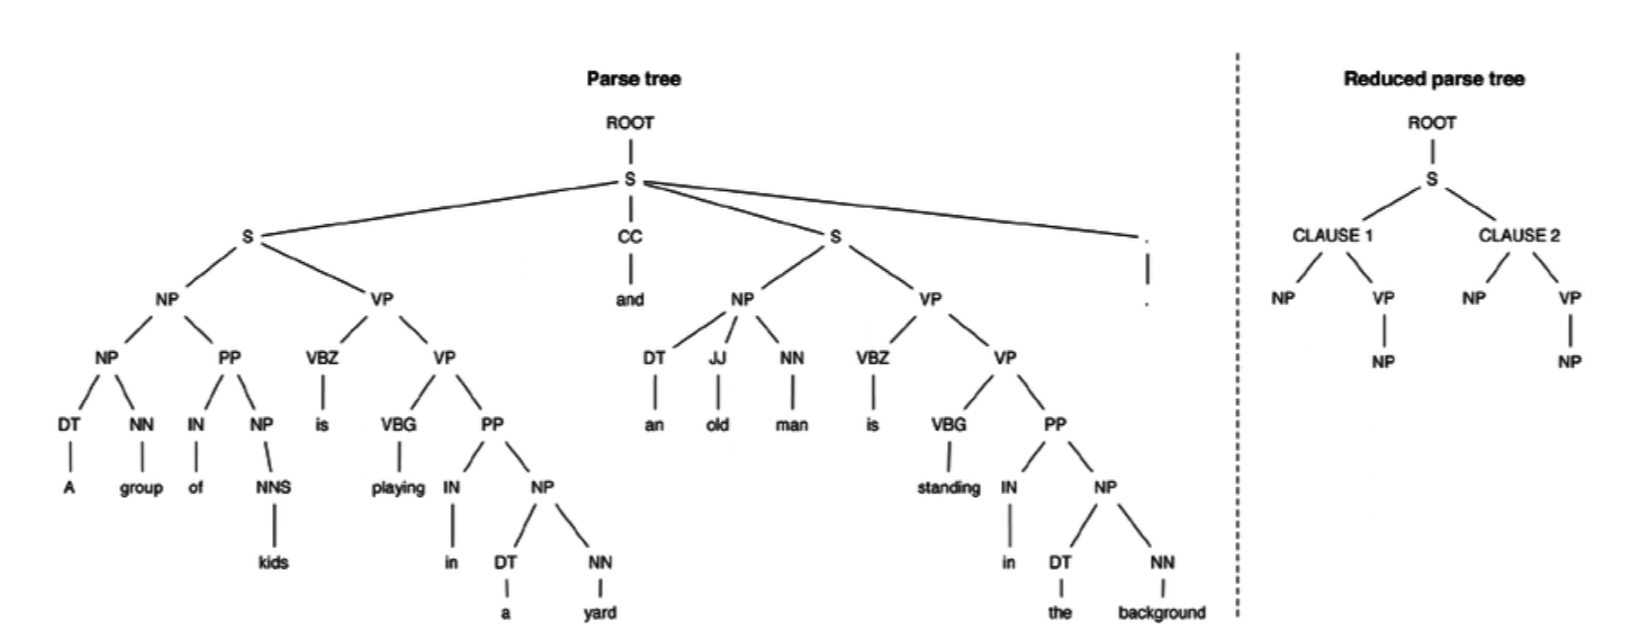 Parse tree Reduced parse tree
ROOT ROOT
S S
S CC S . CLAUSE 1 CLAUSE 2
NP VP and NP VP . NP VP NP VP
NP PP VBZ VP DT JJ NN VBZ VP NP NP
DT NN IN NP is VBG PP an old man is VBG PP
A group of NNS playing IN NP standing IN NP
kids in DT NN in DT NN
a yard the background